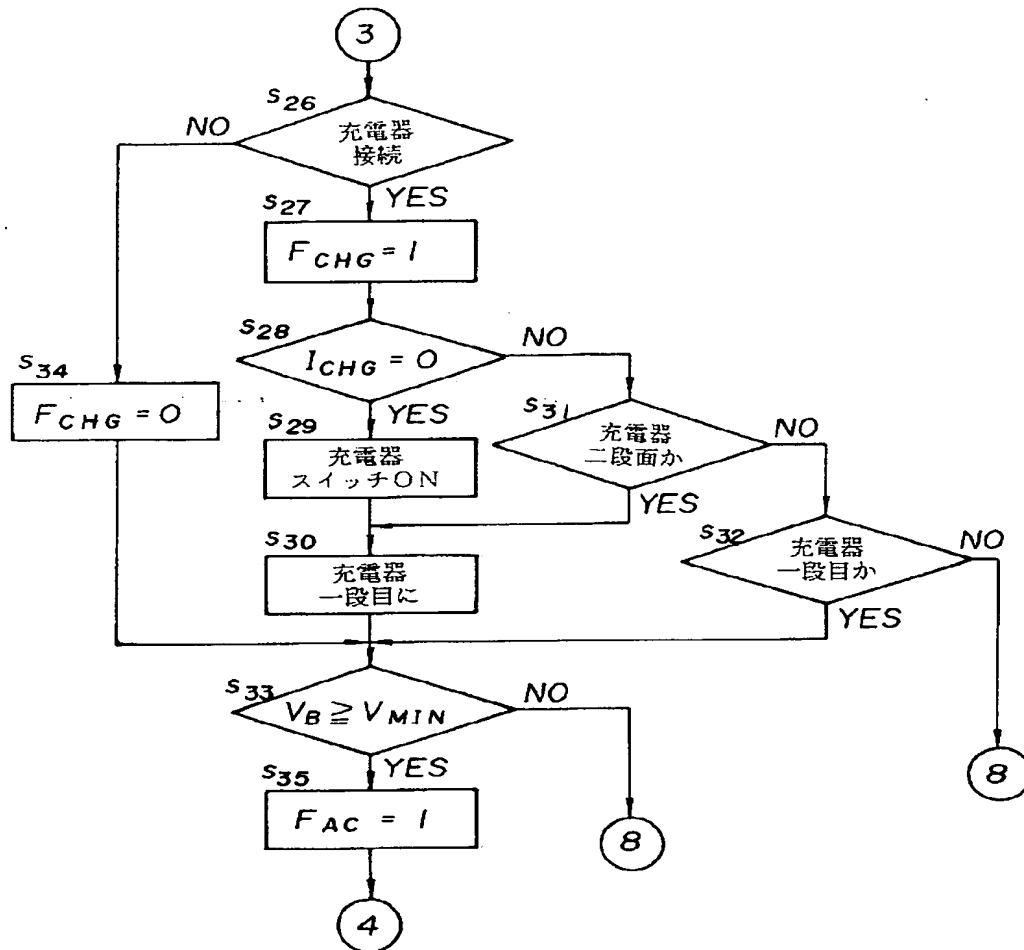 3
S26
充電器
接続
NO
YES
S27
FCHG = 1
S28
ICHG = 0
NO
YES
S34
FCHG = 0
S29
充電器
スイッチON
S31
充電器
二段面か
NO
YES
S30
充電器
一段目に
S32
充電器
一段目か
NO
YES
S33
VB ≧ VMIN
NO
YES
S35
FAC = 1
8
8
4